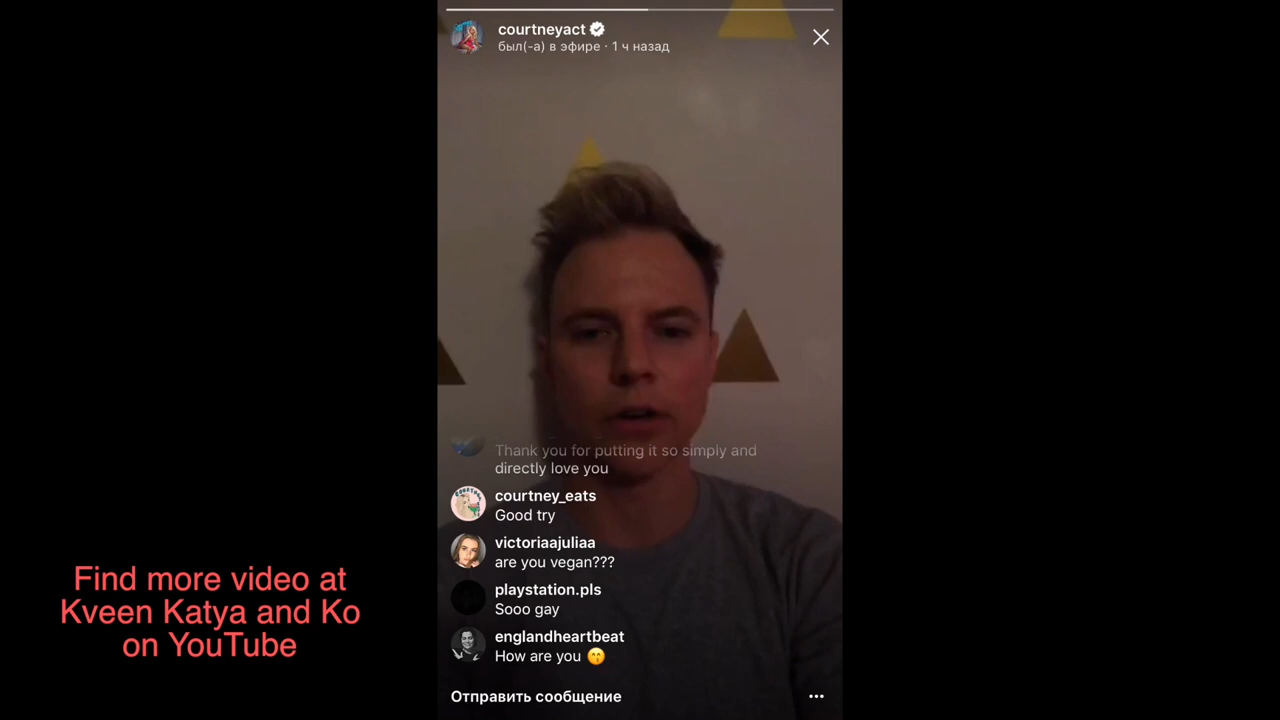 courtneyact
был(-а) в эфире · 1 ч назад
Thank you for putting it so simply and
directly love you
courtney_eats
Good try
victoriaajuliaa
are you vegan???
playstation.pls
Sooo gay
englandheartbeat
How are you 😙
Отправить сообщение
Find more video at
Kveen Katya and Ko
on YouTube